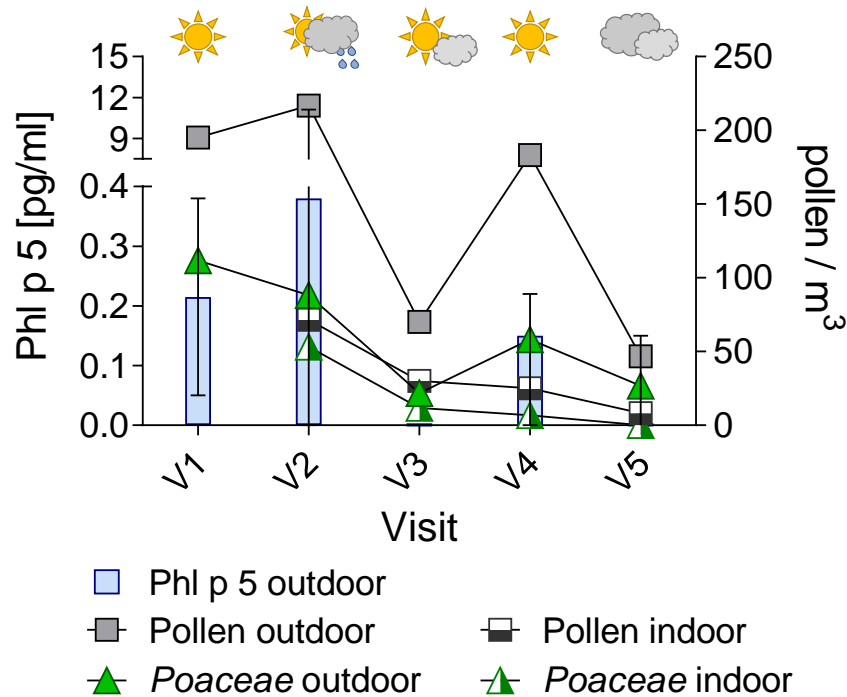 15
12
9
0.4
0.3
0.2
0.1
0.0
Phl p 5 [pg/ml]
250
200
150
100
50
0
pollen / m³
V1 V2 V3 V4 V5
Visit
Phl p 5 outdoor
Pollen outdoor Pollen indoor
Poaceae outdoor Poaceae indoor